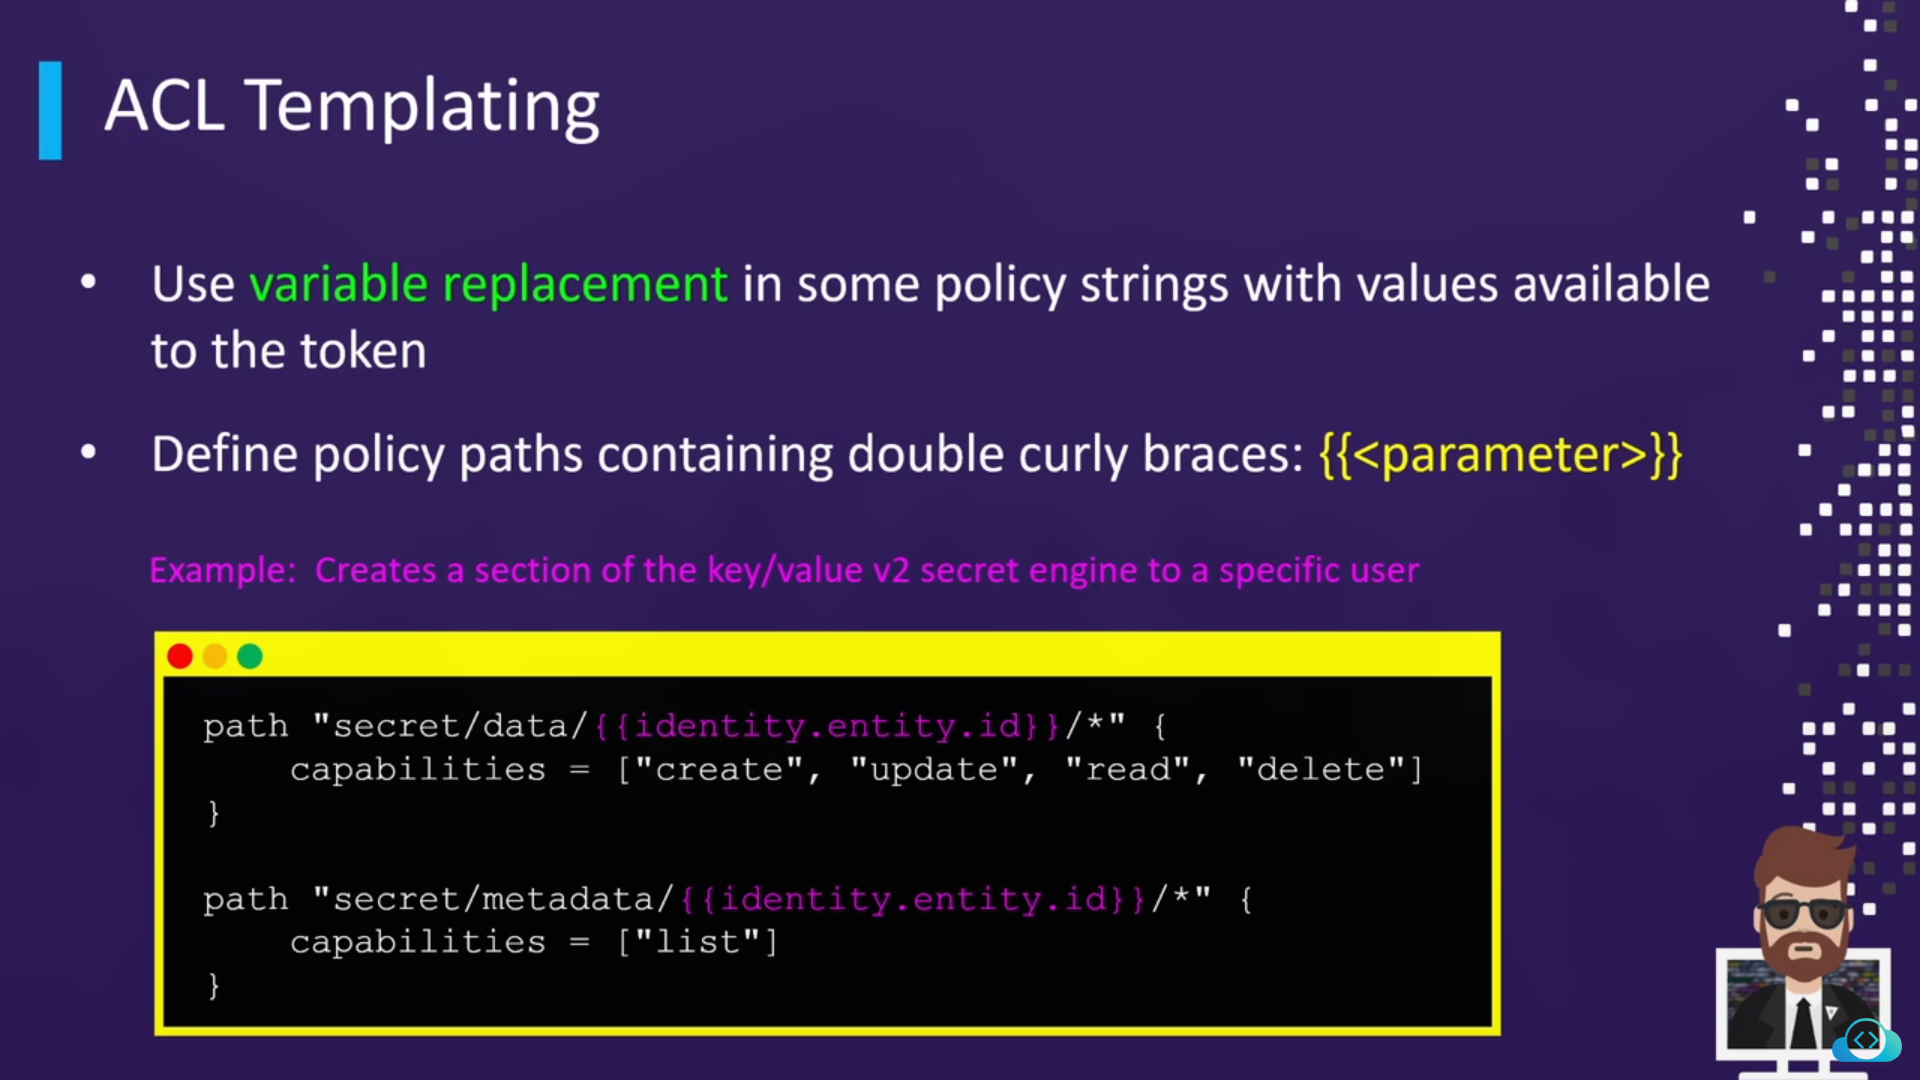 ACL Templating
• Use variable replacement in some policy strings with values available
to the token
• Define policy paths containing double curly braces: {{<parameter>}}
Example:  Creates a section of the key/value v2 secret engine to a specific user
path "secret/data/{{identity.entity.id}}/*" {
    capabilities = ["create", "update", "read", "delete"]
}
path "secret/metadata/{{identity.entity.id}}/*" {
    capabilities = ["list"]
}